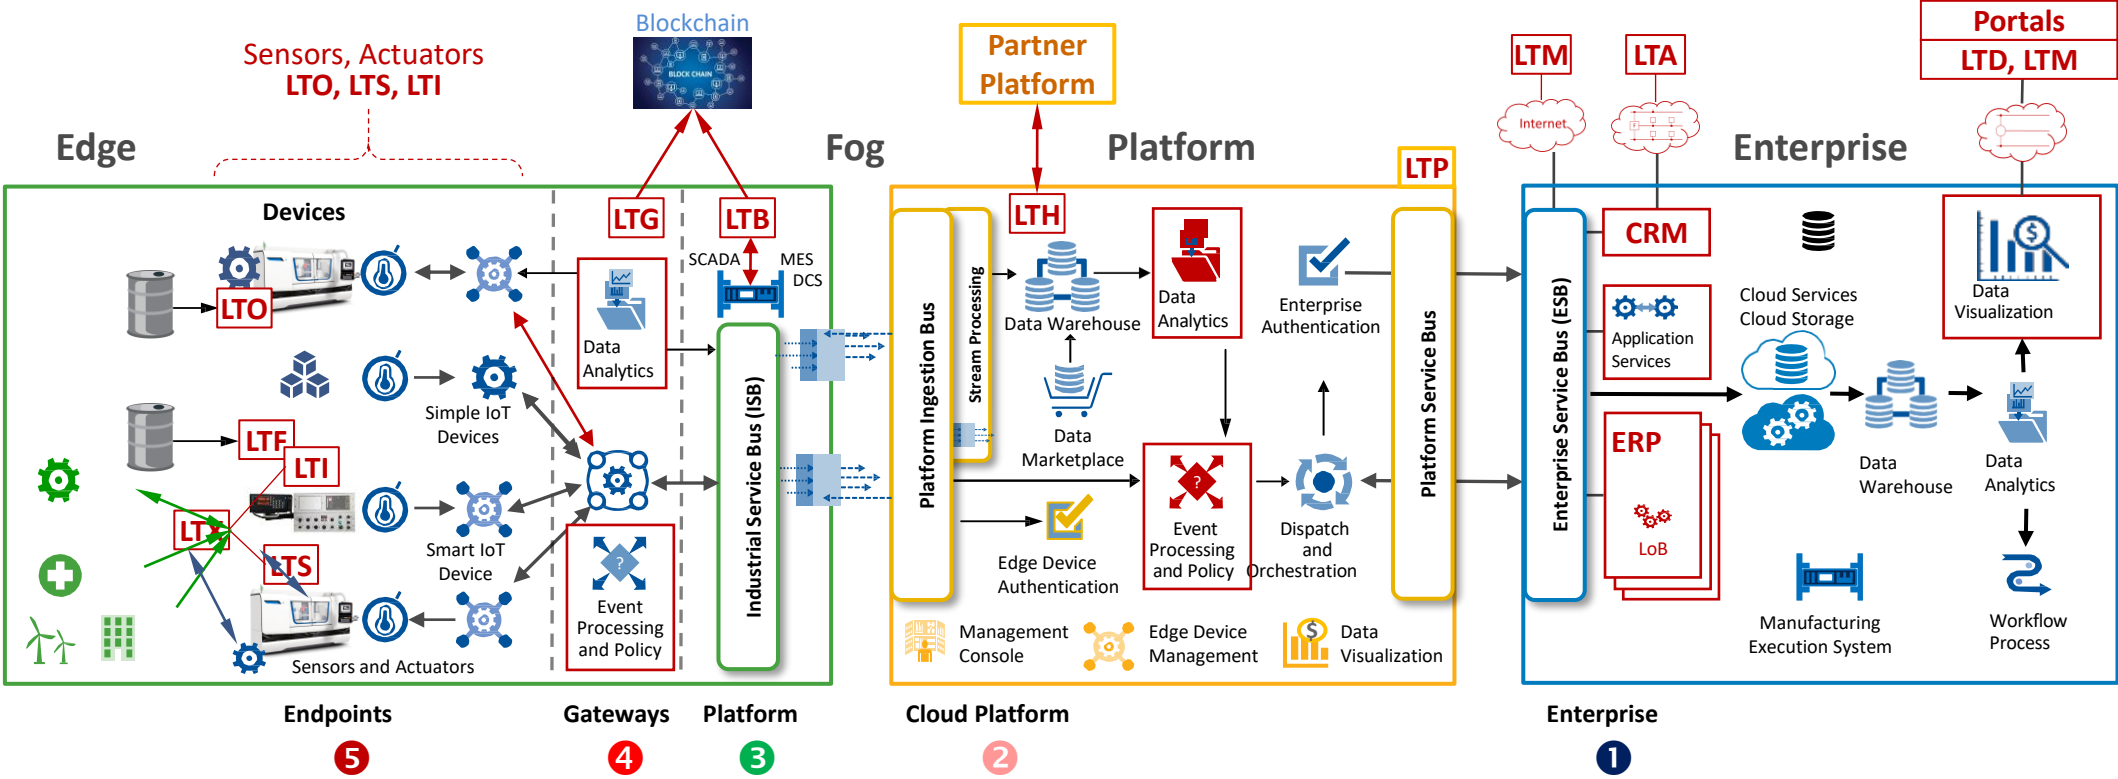 Blockchain
BLOCK CHAIN
Sensors, Actuators
LTO, LTS, LTI
Partner
Platform
LTM
LTA
Portals
LTD, LTM
Internet
Edge
Fog
Platform
Enterprise
LTP
Devices
LTG
LTB
LTH
CRM
SCADA
MES
DCS
LTO
Data
Analytics
Simple IoT
Devices
LTF
LTI
LTX
LTS
Smart IoT
Device
Sensors and Actuators
?
Event
Processing
and Policy
Industrial Service Bus (ISB)
Platform Ingestion Bus
Stream Processing
Data Warehouse
Data
Analytics
Enterprise
Authentication
Data
Marketplace
?
Event
Processing
and Policy
Dispatch
and
Orchestration
Edge Device
Authentication
Management
Console
Edge Device
Management
$
Data
Visualization
Platform Service Bus
Enterprise Service Bus (ESB)
Application
Services
ERP
LoB
Cloud Services
Cloud Storage
$
Data
Visualization
Data
Warehouse
Data
Analytics
Manufacturing
Execution System
Workflow
Process
Endpoints
Gateways
Platform
Cloud Platform
Enterprise
5
4
3
2
1